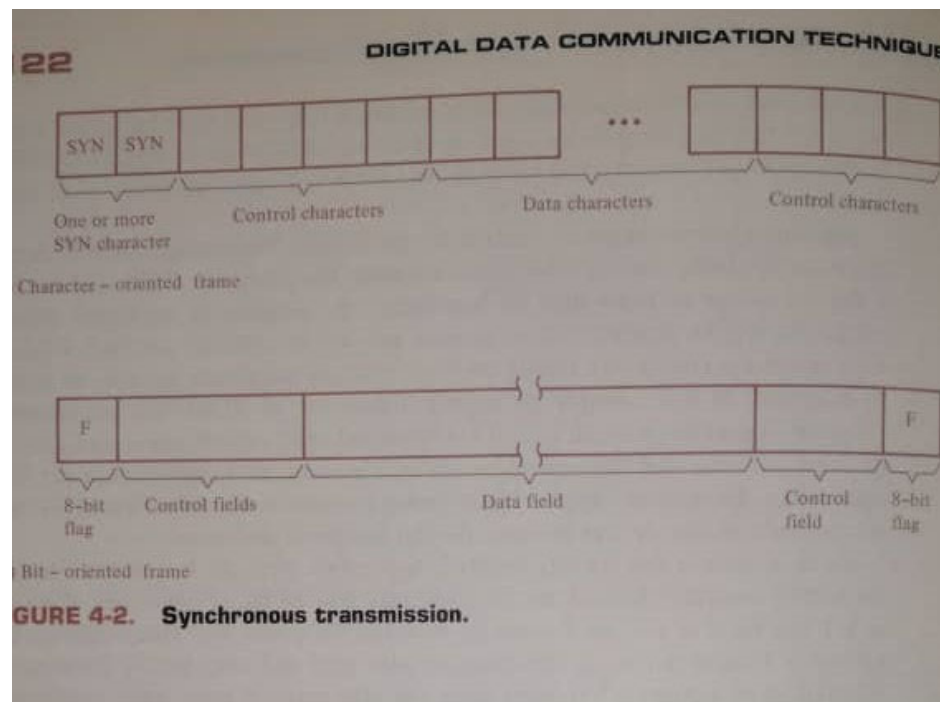 122
DIGITAL DATA COMMUNICATION TECHNIQUE
SYN SYN
•••
One or more
SYN character
Control characters
Data characters
Control characters
Character – oriented frame
F
F
8–bit
flag
Control fields
Data field
Control
field
8–bit
flag
Bit – oriented frame
GURE 4-2. Synchronous transmission.